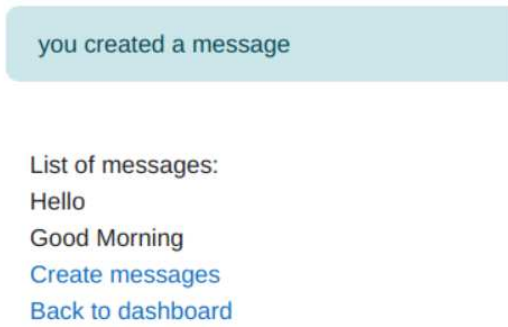 you created a message
List of messages:
Hello
Good Morning
Create messages
Back to dashboard